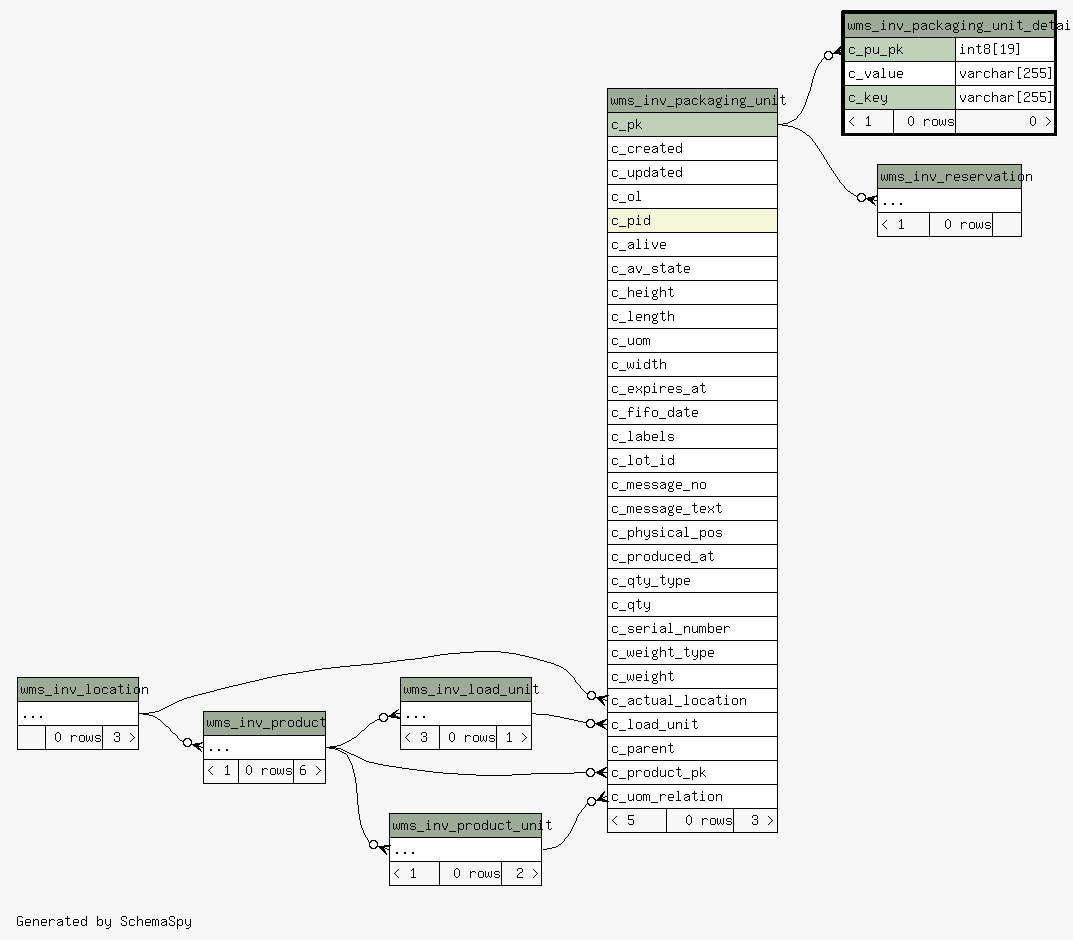 wms_inv_packaging_unit_detai
c_pu_pk int8[19]
c_value varchar[255]
c_key varchar[255]
< 1 0 rows 0 >
wms_inv_packaging_unit
c_pk
c_created
c_updated
c_ol
c_pid
c_alive
c_av_state
c_height
c_length
c_uom
c_width
c_expires_at
c_fifo_date
c_labels
c_lot_id
c_message_no
c_message_text
c_physical_pos
c_produced_at
c_qty_type
c_qty
c_serial_number
c_weight_type
c_weight
c_actual_location
c_load_unit
c_parent
c_product_pk
c_uom_relation
< 5 0 rows 3 >
wms_inv_reservation
...
< 1 0 rows
wms_inv_location
...
0 rows 3 >
wms_inv_product
...
< 1 0 rows 6 >
wms_inv_load_unit
...
< 3 0 rows 1 >
wms_inv_product_unit
...
< 1 0 rows 2 >
Generated by SchemaSpy